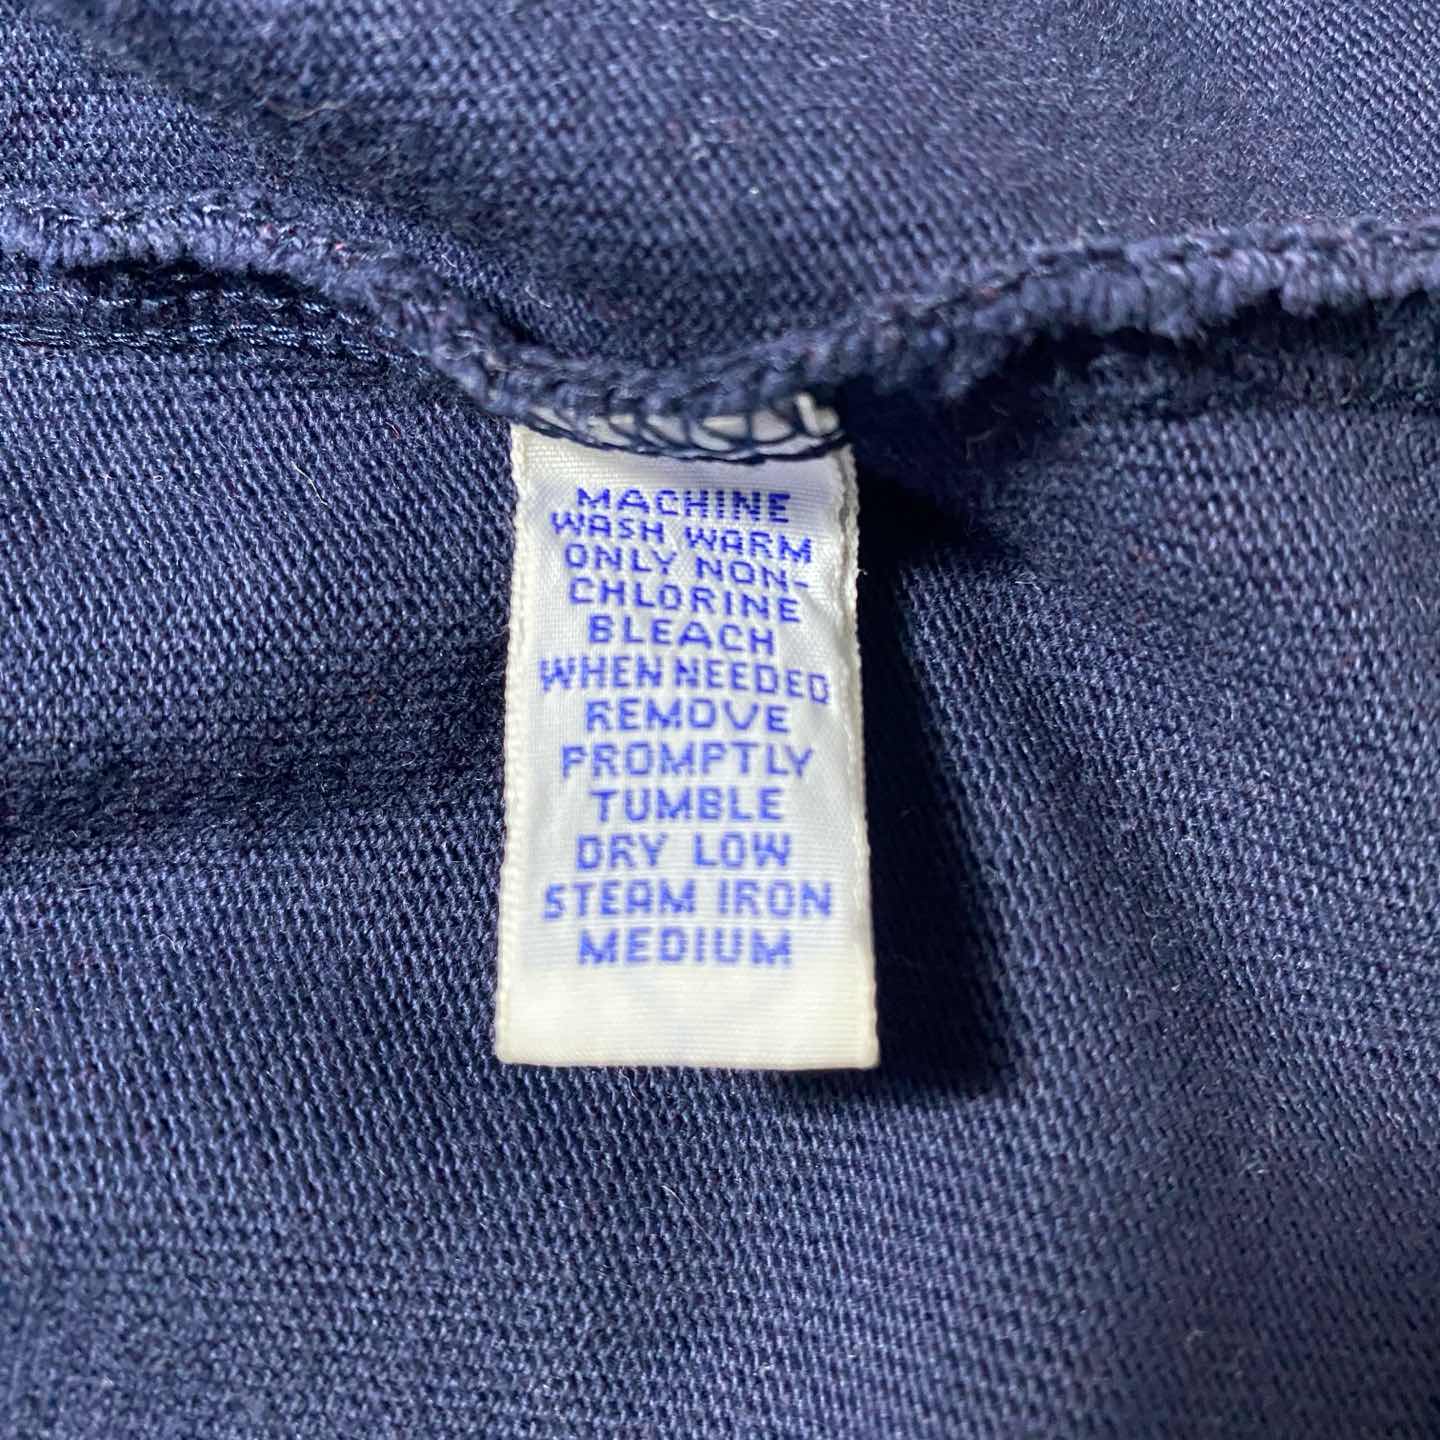 MACHINE
WASH WARM
ONLY NON-
CHLORINE
BLEACH
WHEN NEEDED
REMOVE
PROMPTLY
TUMBLE
DRY LOW
STEAM IRON
MEDIUM